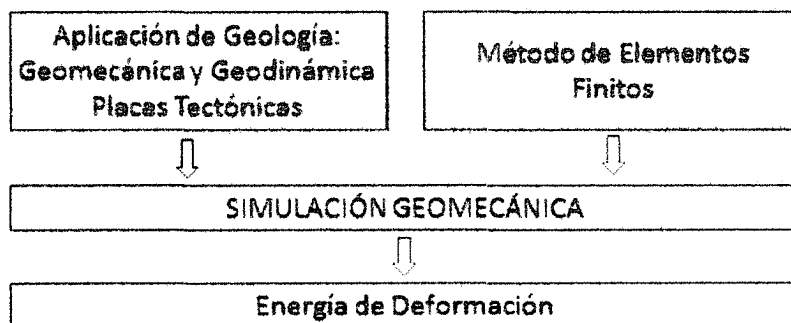 Aplicación de Geología:
Geomecánica y Geodinámica
Placas Tectónicas
Método de Elementos
Finitos
SIMULACIÓN GEOMECÁNICA
Energía de Deformación